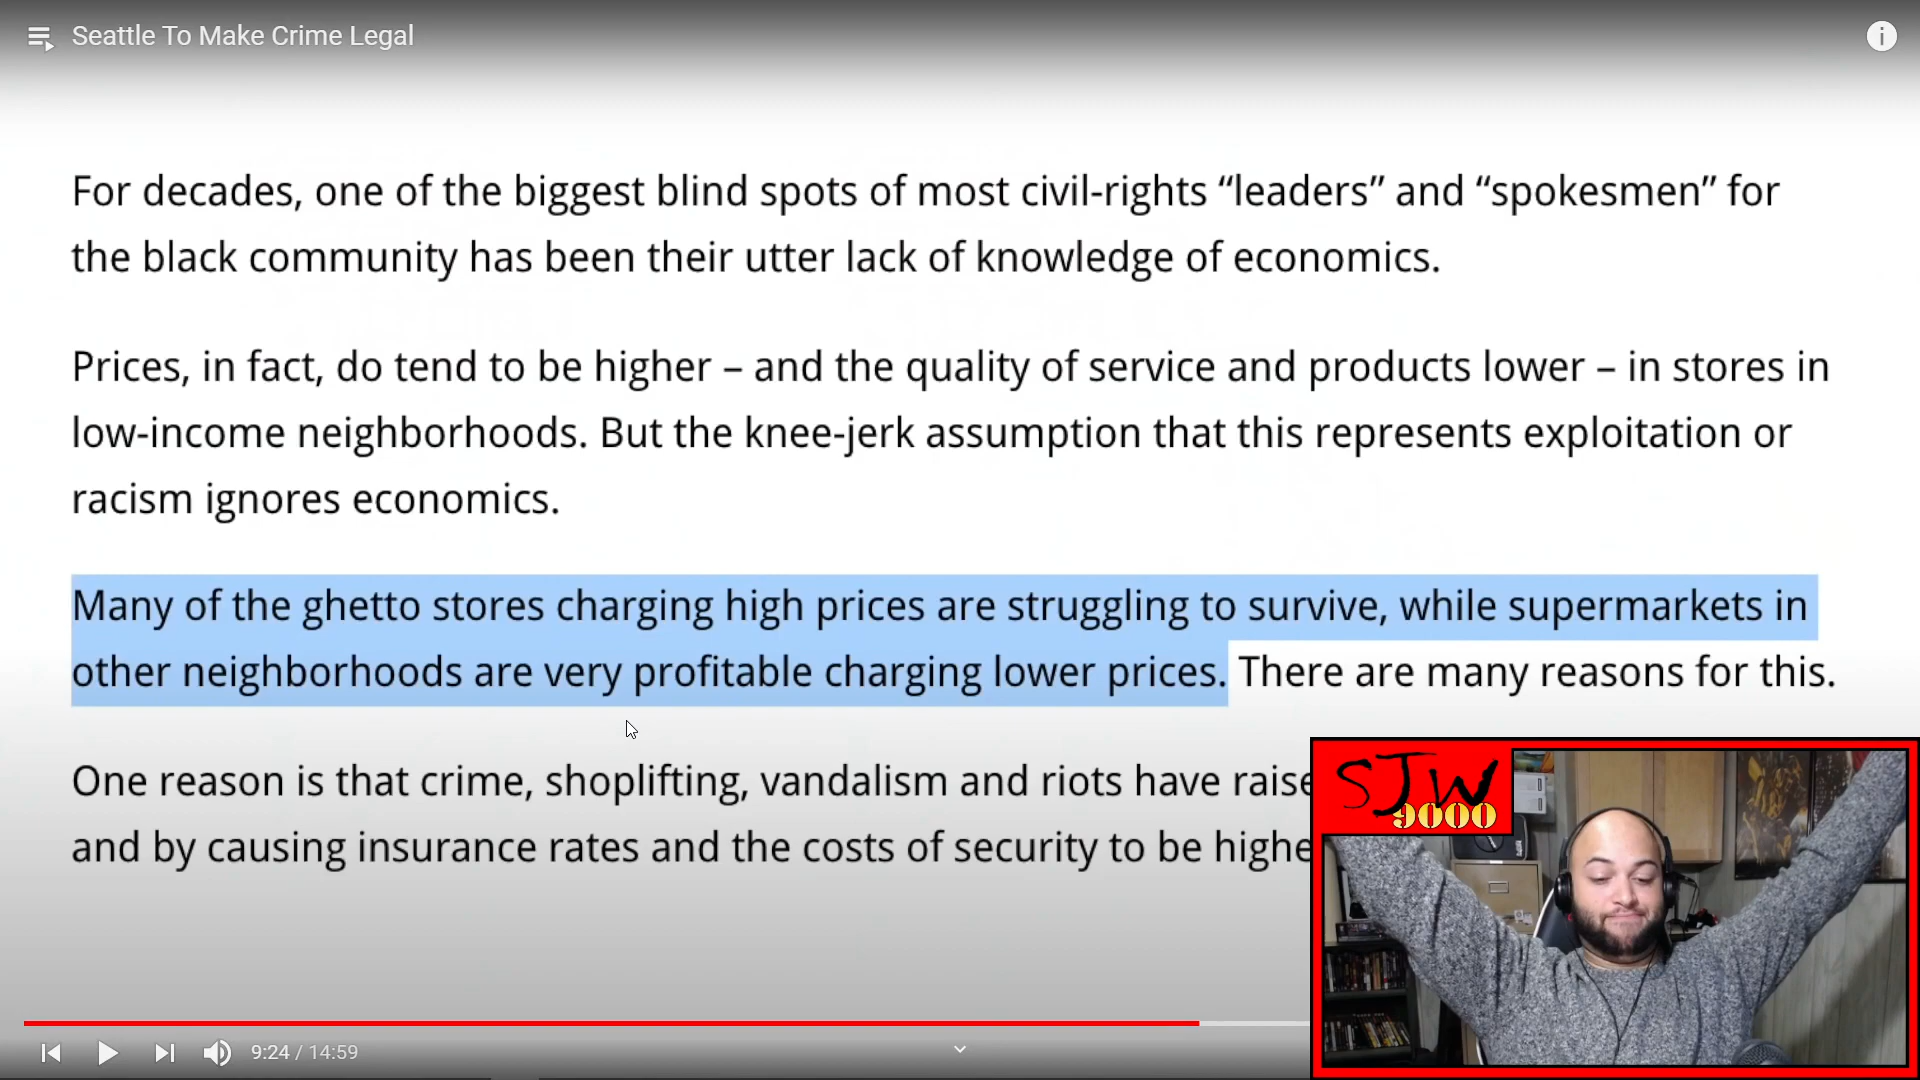 Seattle To Make Crime Legal
For decades, one of the biggest blind spots of most civil-rights “leaders” and “spokesmen” for
the black community has been their utter lack of knowledge of economics.
Prices, in fact, do tend to be higher – and the quality of service and products lower – in stores in
low-income neighborhoods. But the knee-jerk assumption that this represents exploitation or
racism ignores economics.
Many of the ghetto stores charging high prices are struggling to survive, while supermarkets in
other neighborhoods are very profitable charging lower prices. There are many reasons for this.
One reason is that crime, shoplifting, vandalism and riots have raise
and by causing insurance rates and the costs of security to be highe
SJW
9000
9:24 / 14:59